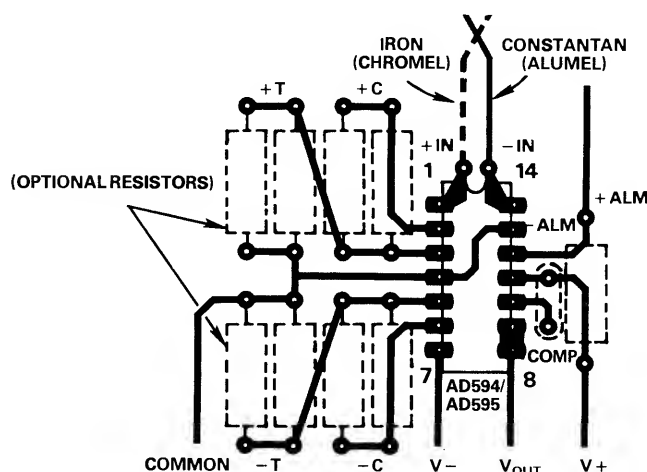 IRON
(CHROMEL)
CONSTANTAN
(ALUMEL)
+T
+C
+IN
-IN
1
14
(OPTIONAL RESISTORS)
+ ALM
- ALM
COMP
7
8
AD594/
AD595
COMMON
-T
-C
V-
VOUT
V+